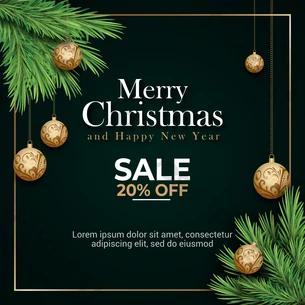 Merry
Christmas
and Happy New Year
SALE
20% OFF
Lorem ipsum dolor sit amet, consectetur
adipiscing elit, sed do eiusmod